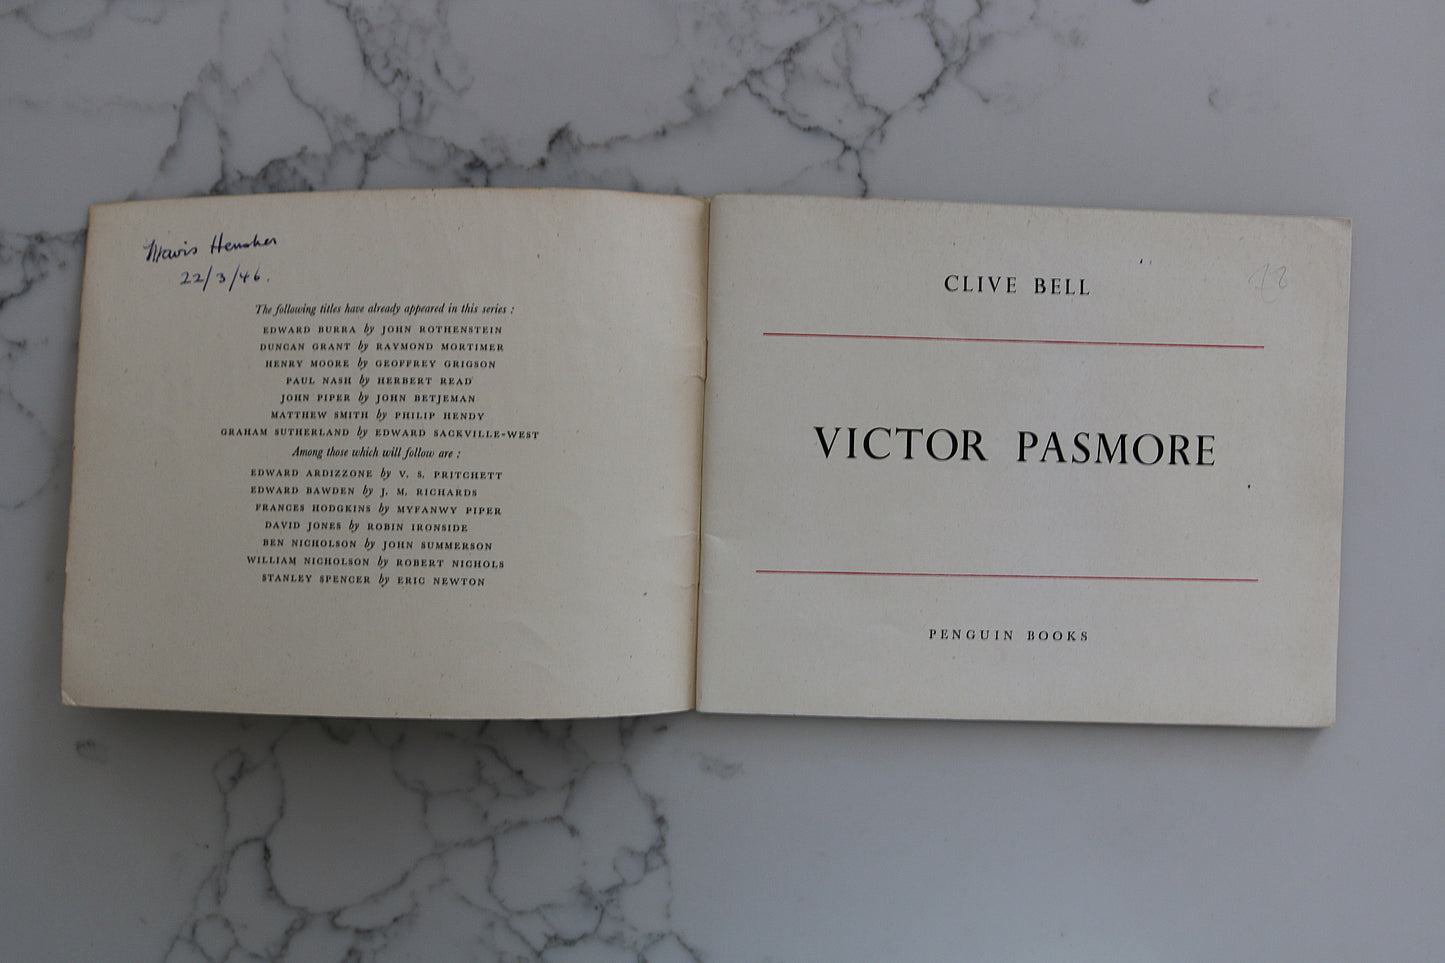 Mavis
22/3/46.
The following titles have already appeared in this series :
EDWARD BURRA by JOHN ROTHENSTEIN
DUNCAN GRANT by RAYMOND MORTIMER
HENRY MOORE by GEOFFREY GRIGSON
PAUL NASH by HERBERT READ
JOHN PIPER by JOHN BETJEMAN
MATTHEW SMITH by PHILIP HENDY
GRAHAM SUTHERLAND by EDWARD SACKVILLE-WEST
Among those which will follow are :
EDWARD ARDIZZONE by V. S. PRITCHETT
EDWARD BAWDEN by J. M. RICHARDS
FRANCES HODGKINS by MYFANWY PIPER
DAVID JONES by ROBIN IRONSIDE
BEN NICHOLSON by JOHN SUMMERSON
WILLIAM NICHOLSON by ROBERT NICHOLS
STANLEY SPENCER by ERIC NEWTON
CLIVE BELL
VICTOR PASMORE
PENGUIN BOOKS